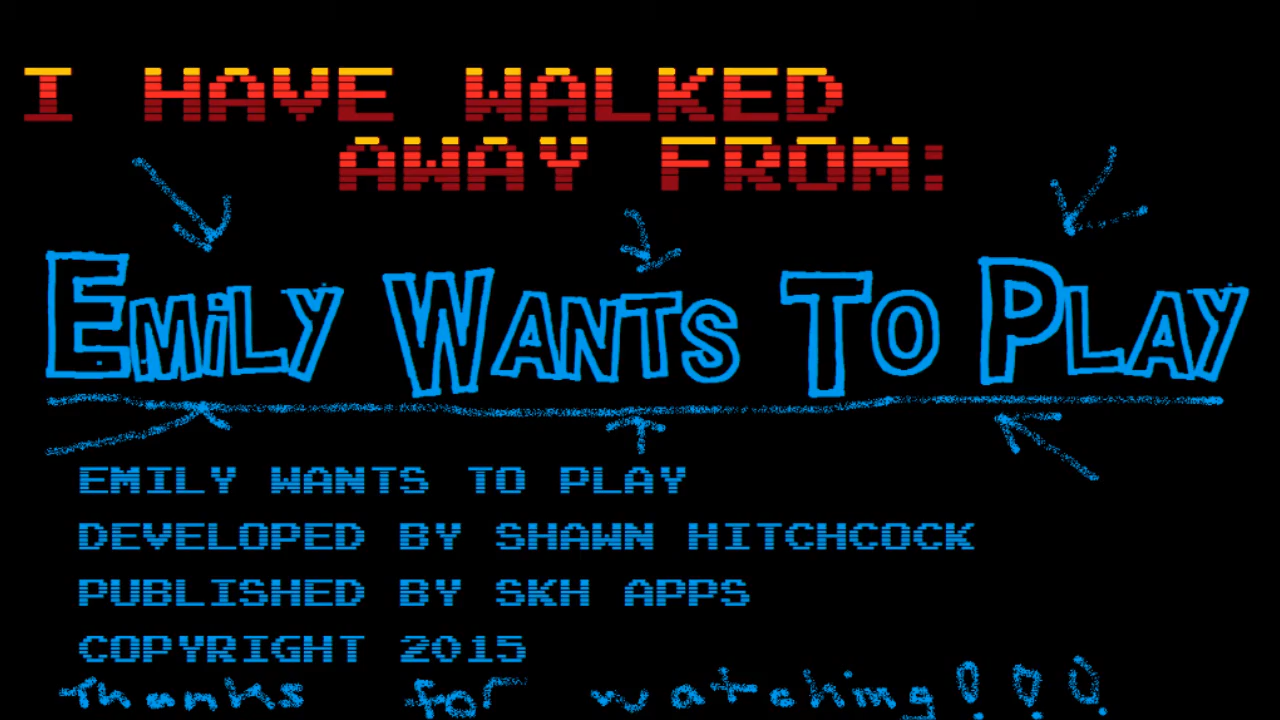 I HAVE WALKED
AWAY FROM:
EMiLY WANTS TO PLAY
EMILY WANTS TO PLAY
DEVELOPED BY SHAWN HITCHCOCK
PUBLISHED BY SKH APPS
COPYRIGHT 2015
Thanks for watching!!!